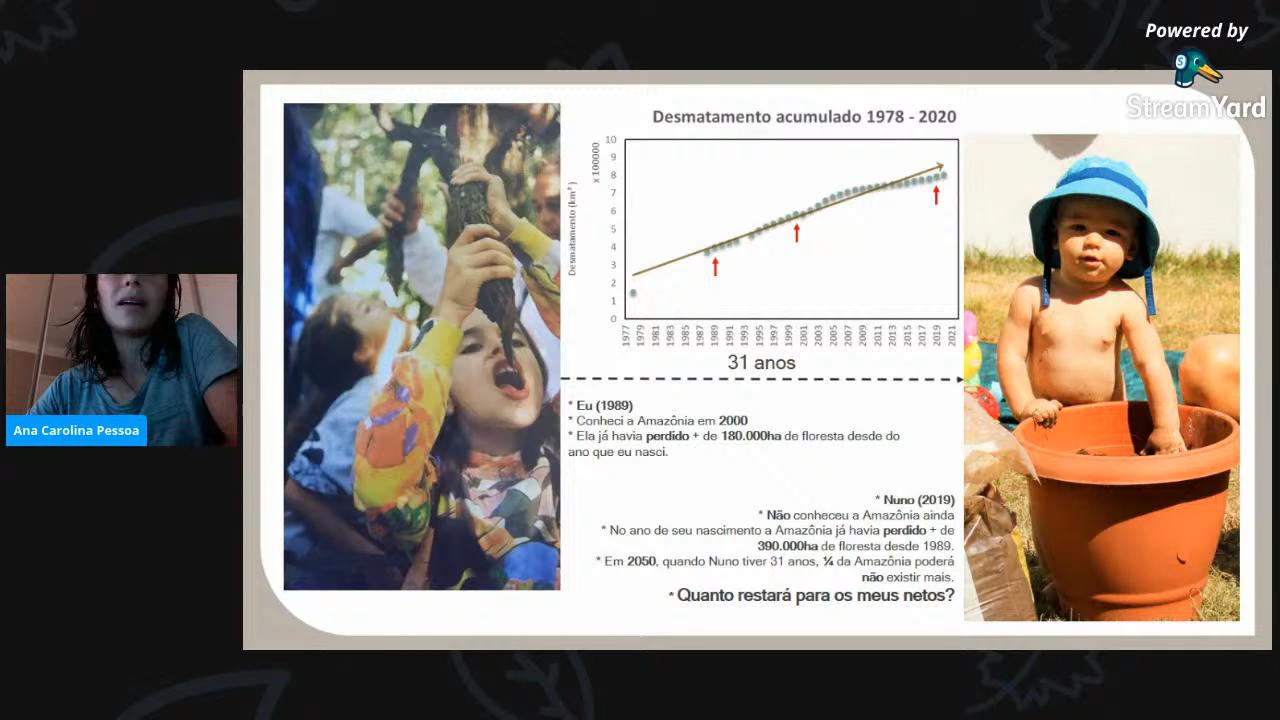 Powered by
StreamYard
Desmatamento acumulado 1978 - 2020
Desmatamento (km²)
x 100000
10
9
8
7
6
5
4
3
2
1
0
1977 1979 1981 1983 1985 1987 1989 1991 1993 1995 1997 1999 2001 2003 2005 2007 2009 2011 2013 2015 2017 2019 2021
31 anos
* Eu (1989)
* Conheci a Amazônia em 2000
* Ela já havia perdido + de 180.000ha de floresta desde do
ano que eu nasci.
* Nuno (2019)
* Não conheceu a Amazônia ainda
* No ano de seu nascimento a Amazônia já havia perdido + de
390.000ha de floresta desde 1989.
* Em 2050, quando Nuno tiver 31 anos, ¼ da Amazônia poderá
não existir mais.
* Quanto restará para os meus netos?
Ana Carolina Pessoa